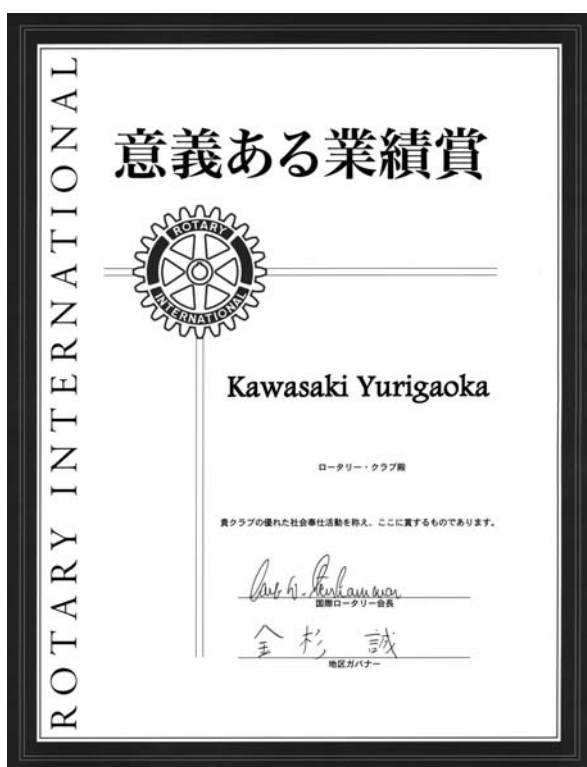 ROTARY INTERNATIONAL
意義ある業績賞
ROTARY
INTERNATIONAL
Kawasaki Yurigaoka
ロータリー・クラブ殿
貴クラブの優れた社会奉仕活動を称え、ここに賞するものであります。
国際ロータリー会長
金杉 誠
地区ガバナー